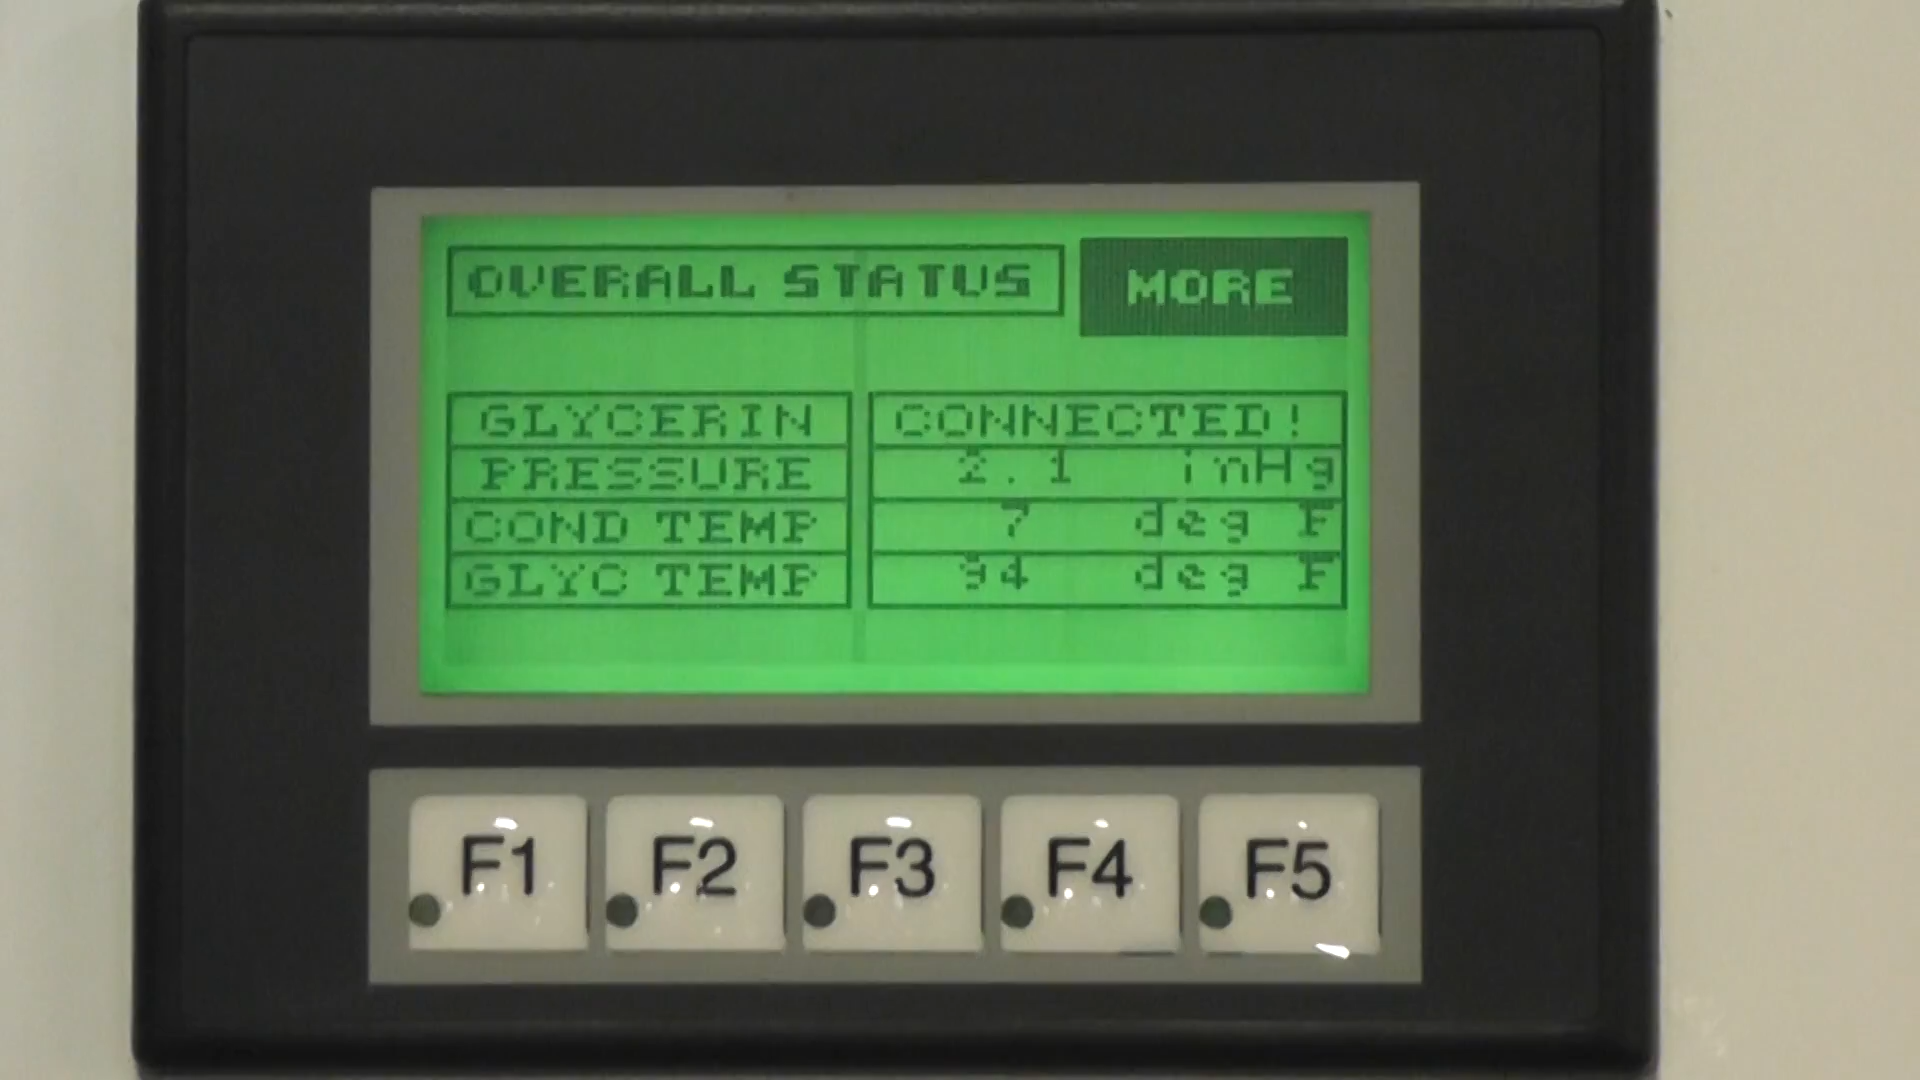 OVERALL STATUS MORE
GLYCERIN CONNECTED!
PRESSURE 2.1 inHg
COND TEMP 7 deg F
GLYC TEMP 94 deg F
F1 F2 F3 F4 F5